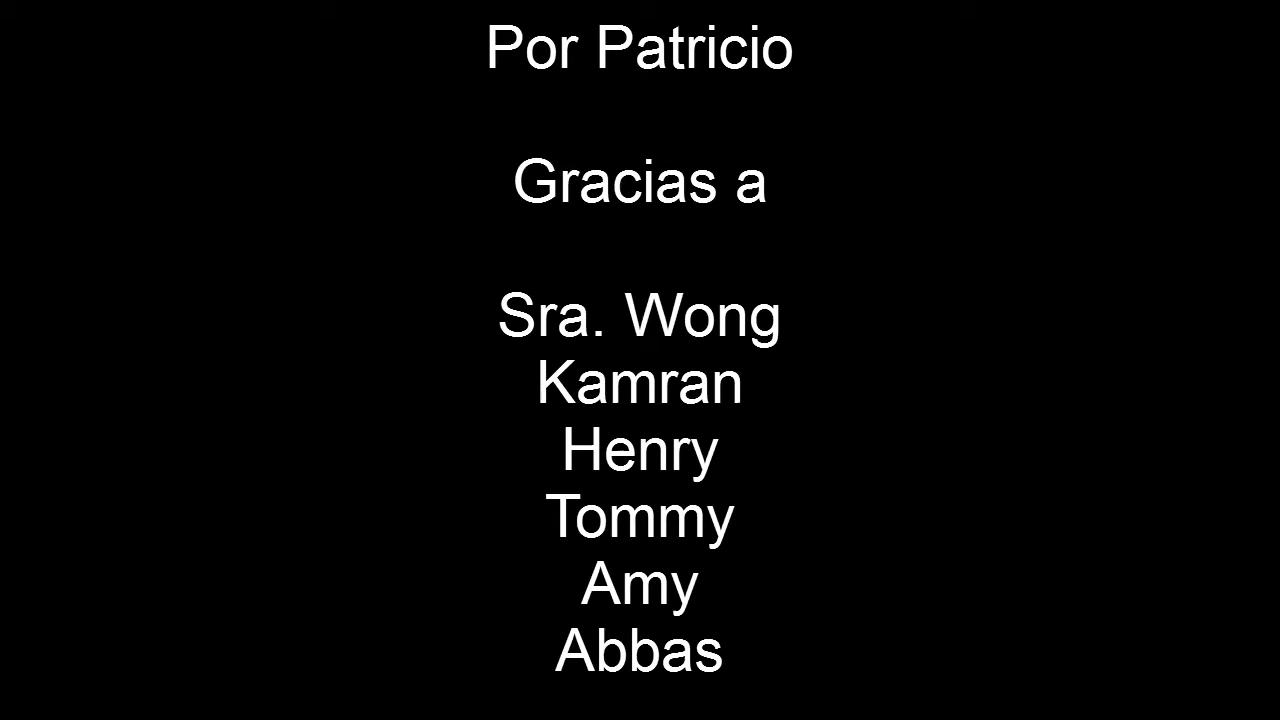 Por Patricio
Gracias a
Sra. Wong
Kamran
Henry
Tommy
Amy
Abbas